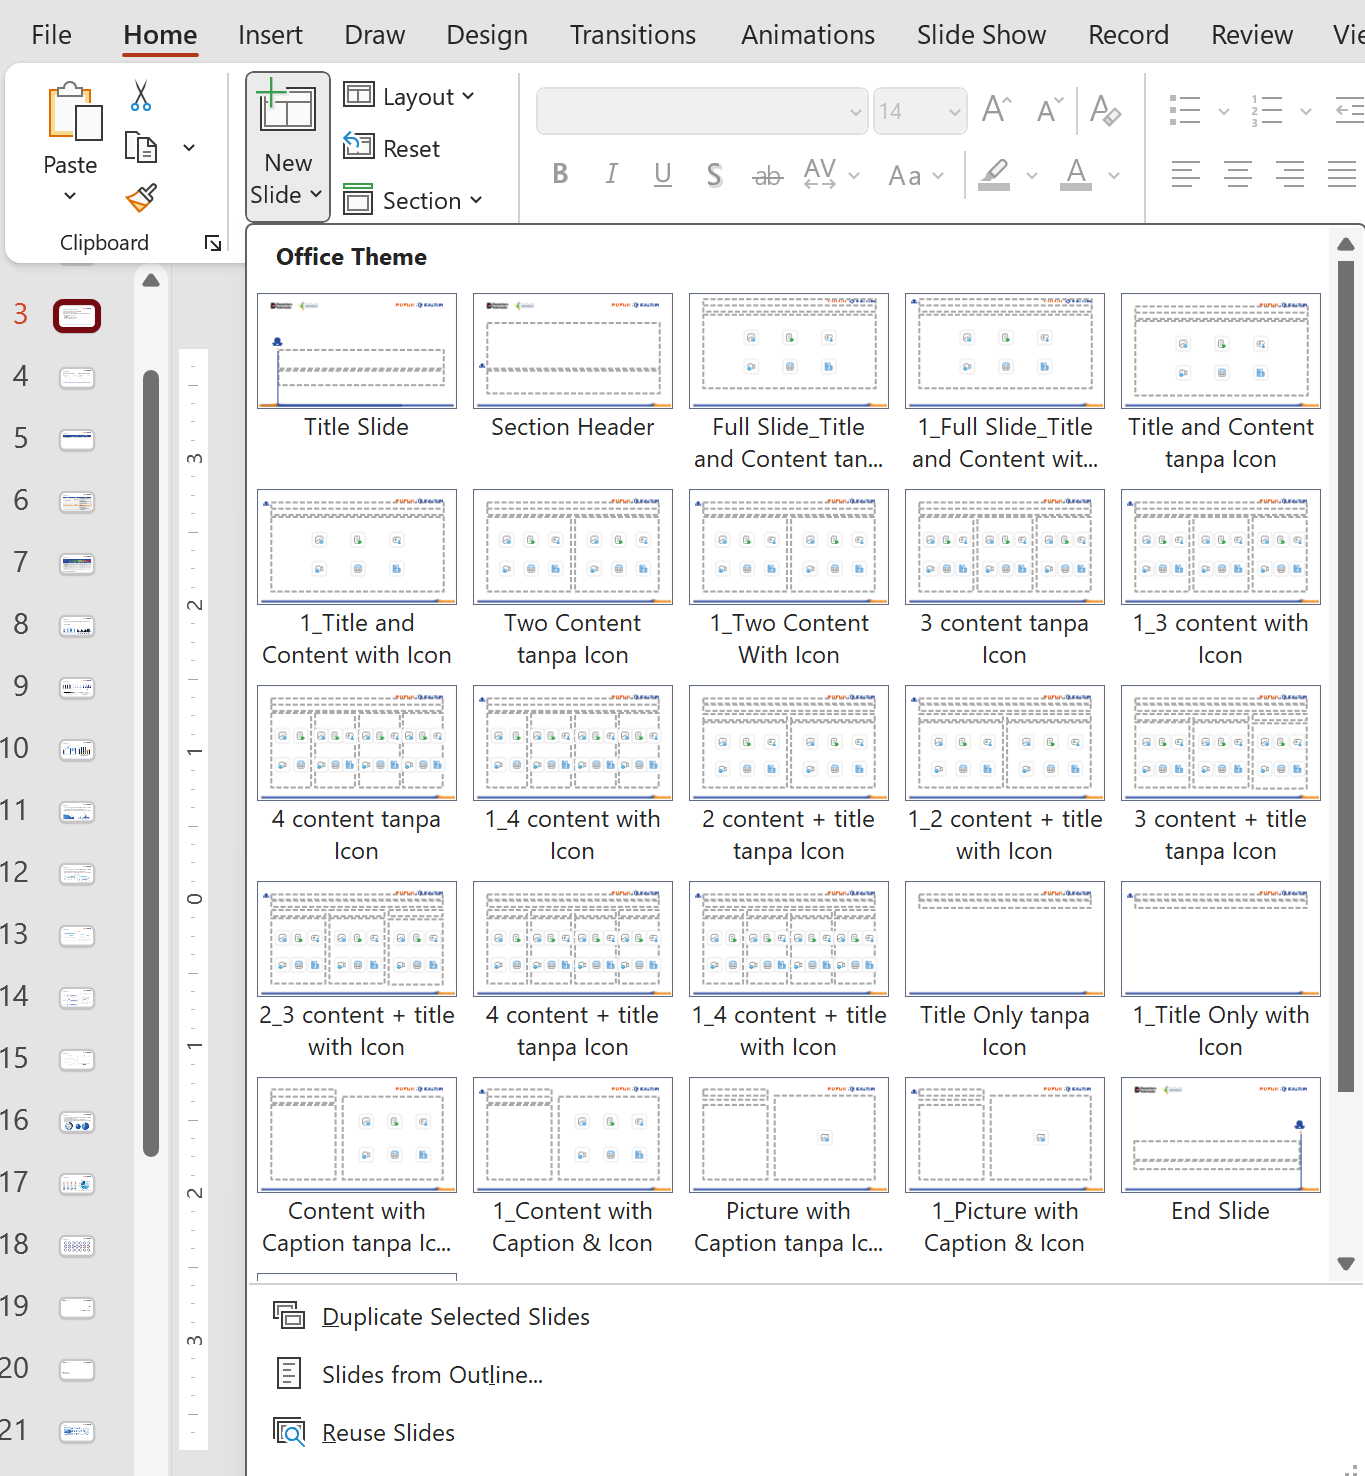 File Home Insert Draw Design Transitions Animations Slide Show Record Review
Paste
Clipboard
New
Slide
Layout
Reset
Section
14
B I U S ab AV Aa A
Office Theme
Title Slide
Section Header
Full Slide_Title
and Content tan...
1_Full Slide_Title
and Content wit...
Title and Content
tanpa Icon
1_Title and
Content with Icon
Two Content
tanpa Icon
1_Two Content
With Icon
3 content tanpa
Icon
1_3 content with
Icon
4 content tanpa
Icon
1_4 content with
Icon
2 content + title
tanpa Icon
1_2 content + title
with Icon
3 content + title
tanpa Icon
2_3 content + title
with Icon
4 content + title
tanpa Icon
1_4 content + title
with Icon
Title Only tanpa
Icon
1_Title Only with
Icon
Content with
Caption tanpa Ic...
1_Content with
Caption & Icon
Picture with
Caption tanpa Ic...
1_Picture with
Caption & Icon
End Slide
Duplicate Selected Slides
Slides from Outline...
Reuse Slides
3
4
5
6
7
8
9
10
11
12
13
14
15
16
17
18
19
20
21
3
2
1
0
1
2
3